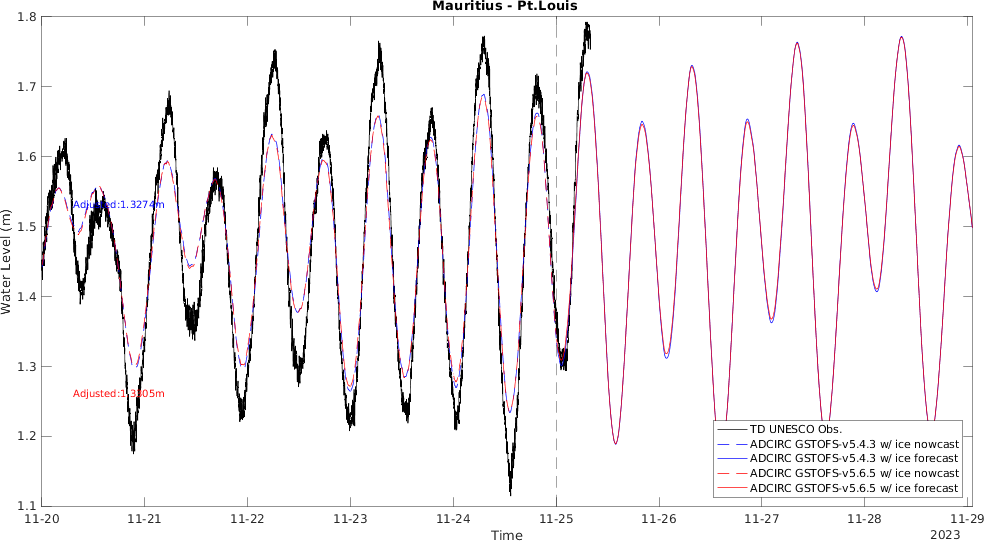 Mauritius - Pt.Louis
Water Level (m)
1.8
1.7
1.6
1.5
1.4
1.3
1.2
1.1
Adjusted:1.3274m
TD UNESCO Obs.
ADCIRC GSTOFS-v5.4.3 w/ ice nowcast
ADCIRC GSTOFS-v5.4.3 w/ ice forecast
ADCIRC GSTOFS-v5.6.5 w/ ice nowcast
ADCIRC GSTOFS-v5.6.5 w/ ice forecast
11-20 11-21 11-22 11-23 11-24 11-25 11-26 11-27 11-28 11-29
Time
2023